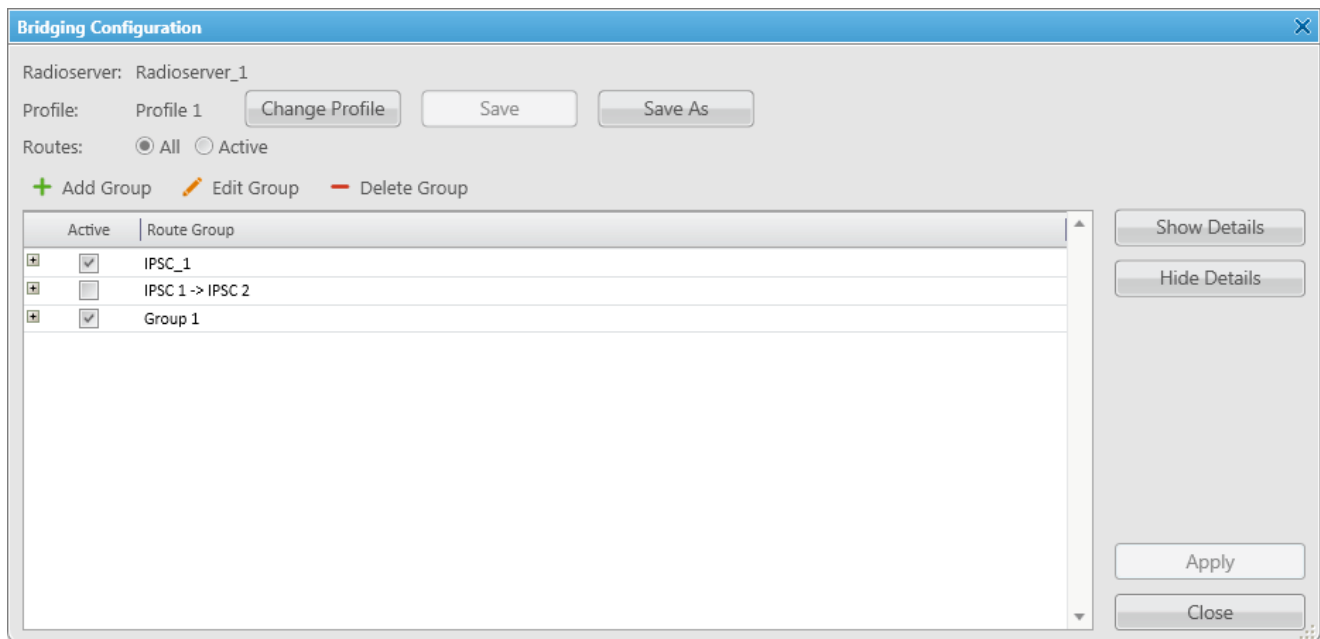 Bridging Configuration
Radioserver: Radioserver_1
Profile: Profile 1 Change Profile Save Save As
Routes: All Active
Add Group Edit Group Delete Group
Active Route Group
Show Details
IPSC_1
Hide Details
IPSC 1 -> IPSC 2
Group 1
Apply
Close